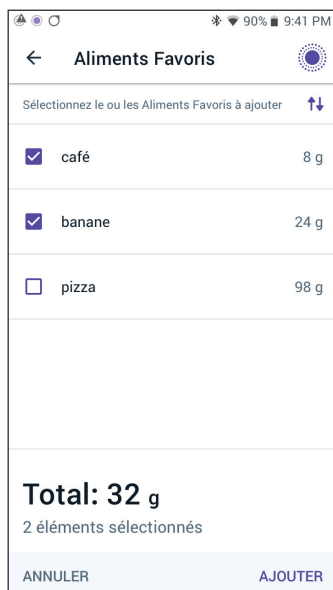 90% 9:41 PM
Aliments Favoris
Sélectionnez le ou les Aliments Favoris à ajouter
café 8 g
banane 24 g
pizza 98 g
Total: 32 g
2 éléments sélectionnés
ANNULER AJOUTER